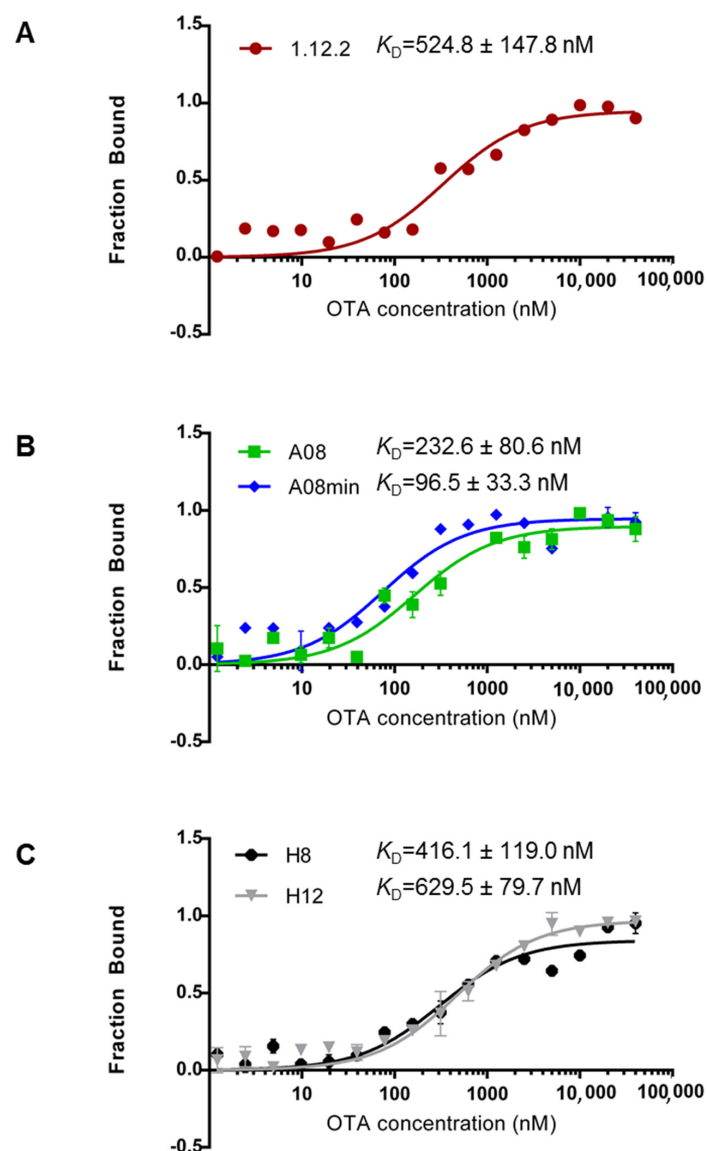 A
1.5
1.12.2 KD=524.8 ± 147.8 nM
1.0
Fraction Bound
0.5
0.0
10 100 1000 10,000 100,000
OTA concentration (nM)
-0.5
B
1.5
A08 KD=232.6 ± 80.6 nM
A08min KD=96.5 ± 33.3 nM
1.0
Fraction Bound
0.5
0.0
10 100 1000 10,000 100,000
OTA concentration (nM)
-0.5
C
1.5
H8 KD=416.1 ± 119.0 nM
H12 KD=629.5 ± 79.7 nM
1.0
Fraction Bound
0.5
0.0
10 100 1000 10,000 100,000
OTA concentration (nM)
-0.5